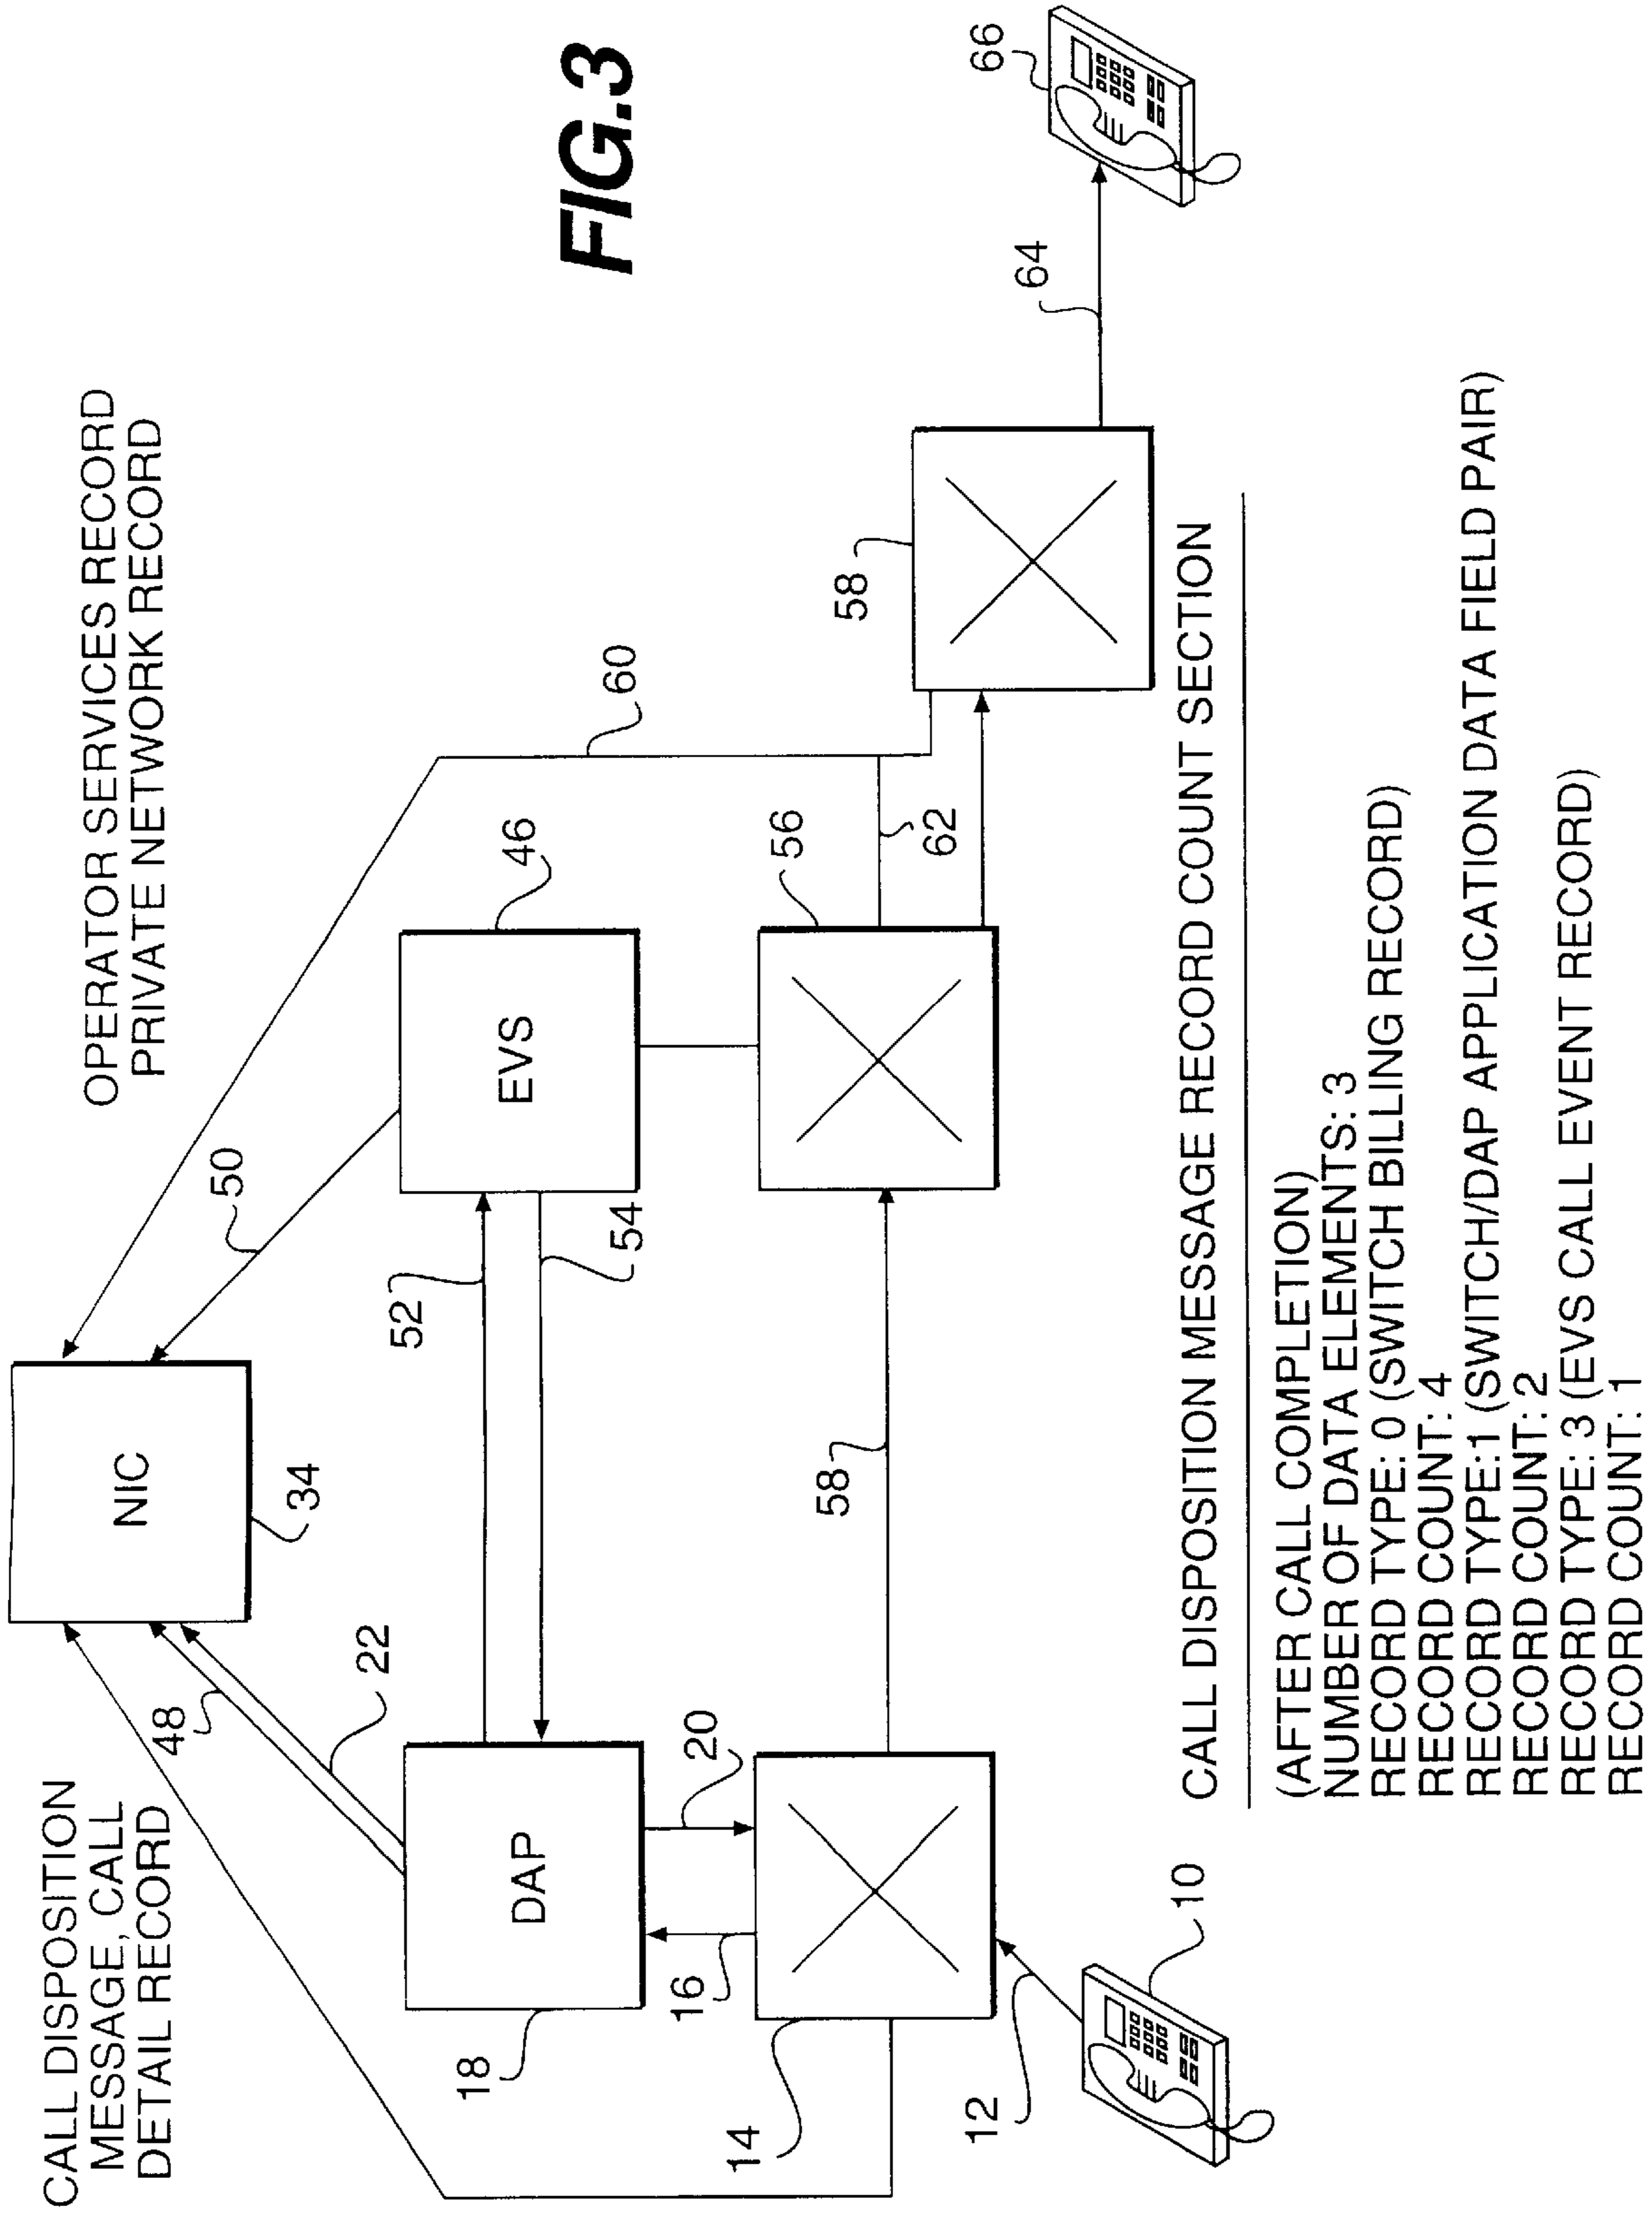 CALL DISPOSITION
MESSAGE, CALL
DETAIL RECORD
OPERATOR SERVICES RECORD
PRIVATE NETWORK RECORD
NIC
34
48
22
50
60
52
54
EVS
46
DAP
18
16
20
14
12
10
58
56
62
58
64
66
FIG.3
CALL DISPOSITION MESSAGE RECORD COUNT SECTION
(AFTER CALL COMPLETION)
NUMBER OF DATA ELEMENTS: 3
RECORD TYPE: 0 (SWITCH BILLING RECORD)
RECORD COUNT: 4
RECORD TYPE:1 (SWITCH/DAP APPLICATION DATA FIELD PAIR)
RECORD COUNT: 2
RECORD TYPE: 3 (EVS CALL EVENT RECORD)
RECORD COUNT: 1